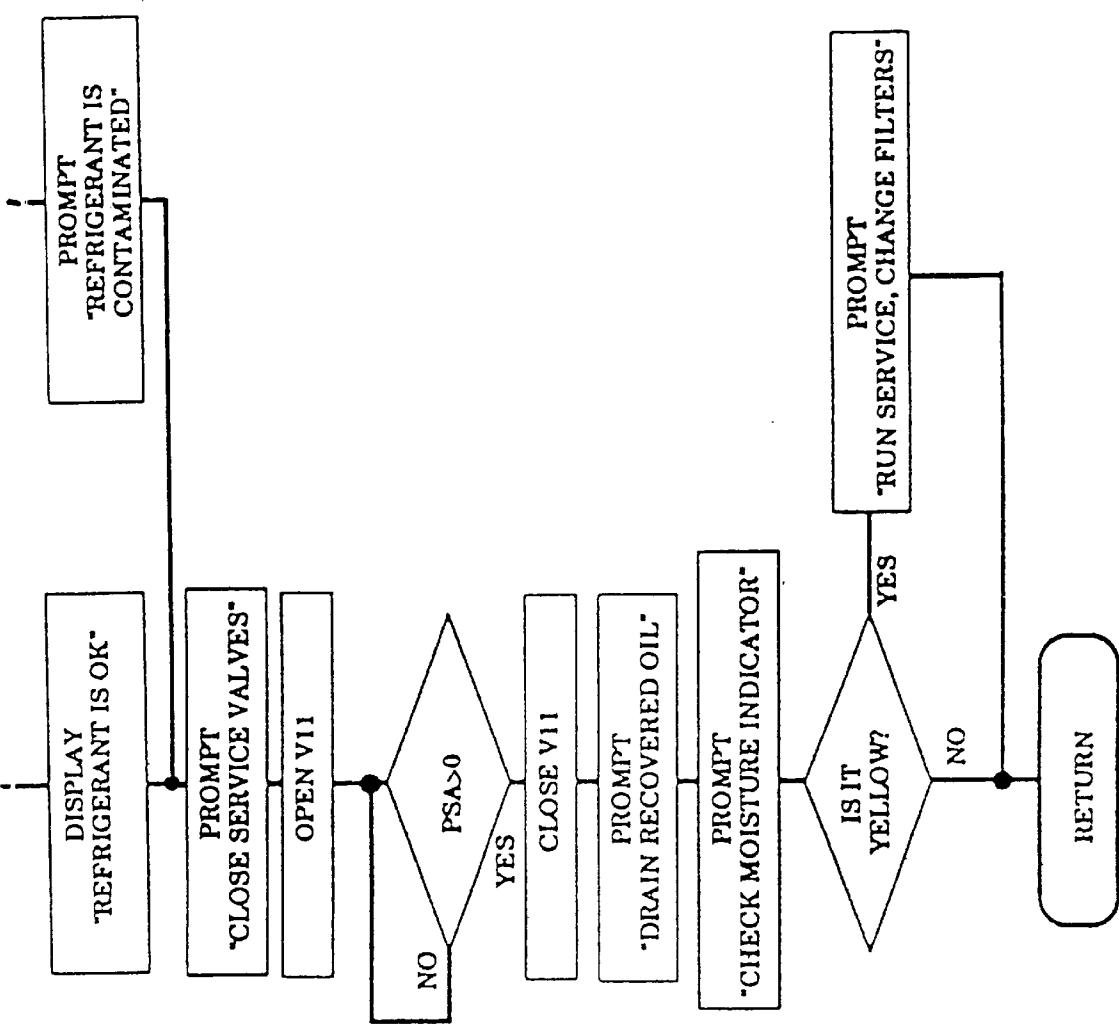 DISPLAY
"REFRIGERANT IS OK"
PROMPT
"REFRIGERANT IS
CONTAMINATED"
PROMPT
"CLOSE SERVICE VALVES"
OPEN V11
PSA>0
NO
YES
CLOSE V11
PROMPT
"DRAIN RECOVERED OIL"
PROMPT
"CHECK MOISTURE INDICATOR"
IS IT
YELLOW?
YES
PROMPT
"RUN SERVICE, CHANGE FILTERS"
NO
RETURN